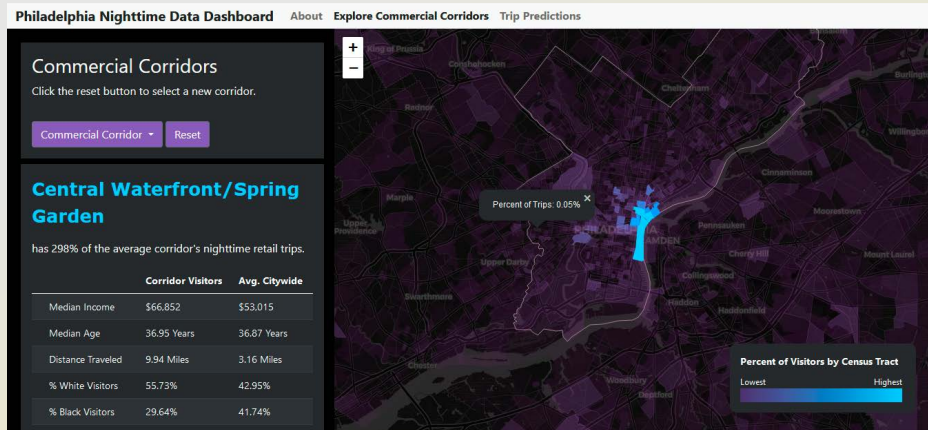 Philadelphia Nighttime Data Dashboard About Explore Commercial Corridors Trip Predictions
Commercial Corridors
Click the reset button to select a new corridor.
Commercial Corridor Reset
Central Waterfront/Spring
Garden
has 298% of the average corridor's nighttime retail trips.
Corridor Visitors Avg. Citywide
Median Income $66,852 $53,015
Median Age 36.95 Years 36.87 Years
Distance Traveled 9.94 Miles 3.16 Miles
% White Visitors 55.73% 42.95%
% Black Visitors 29.64% 41.74%
+
−
King of Prussia
Conshohocken
Burlingt
Radnor
Cheltenham
Willingbor
Cinnaminson
Marple
Percent of Trips: 0.05% ×
Moorestown
Upper
Providence
PHILADELPHIA
Pennsauken
CAMDEN
Upper Darby
Cherry Hill
Mount Laurel
Collingswood
Swarthmore
Haddon
Haddonfield
Chester
Woodbury
Deptford
Percent of Visitors by Census Tract
Lowest Highest